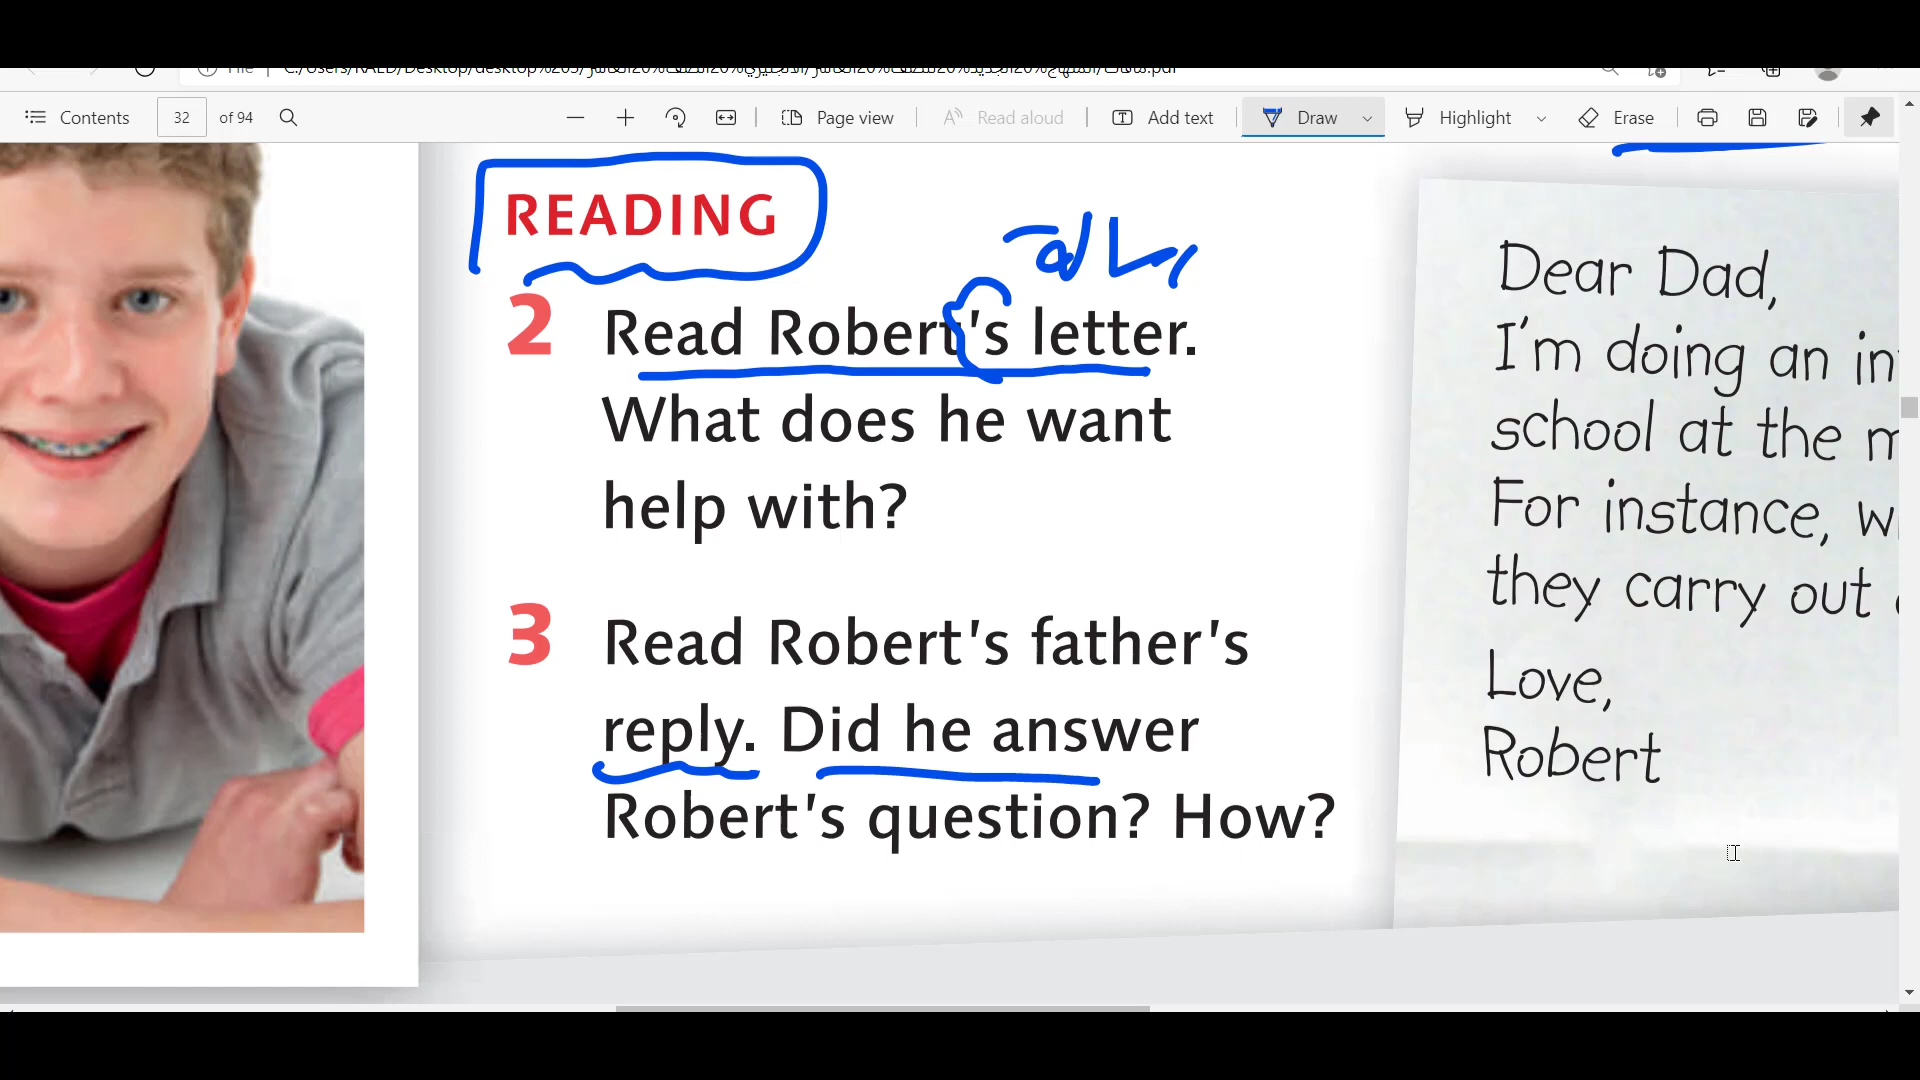 Contents
32 of 94
Page view
Read aloud
Add text
Draw
Highlight
Erase
READING
2 Read Robert's letter.
What does he want
help with?
3 Read Robert's father's
reply. Did he answer
Robert's question? How?
Dear Dad,
I'm doing an in
school at the m
For instance, w
they carry out
Love,
Robert